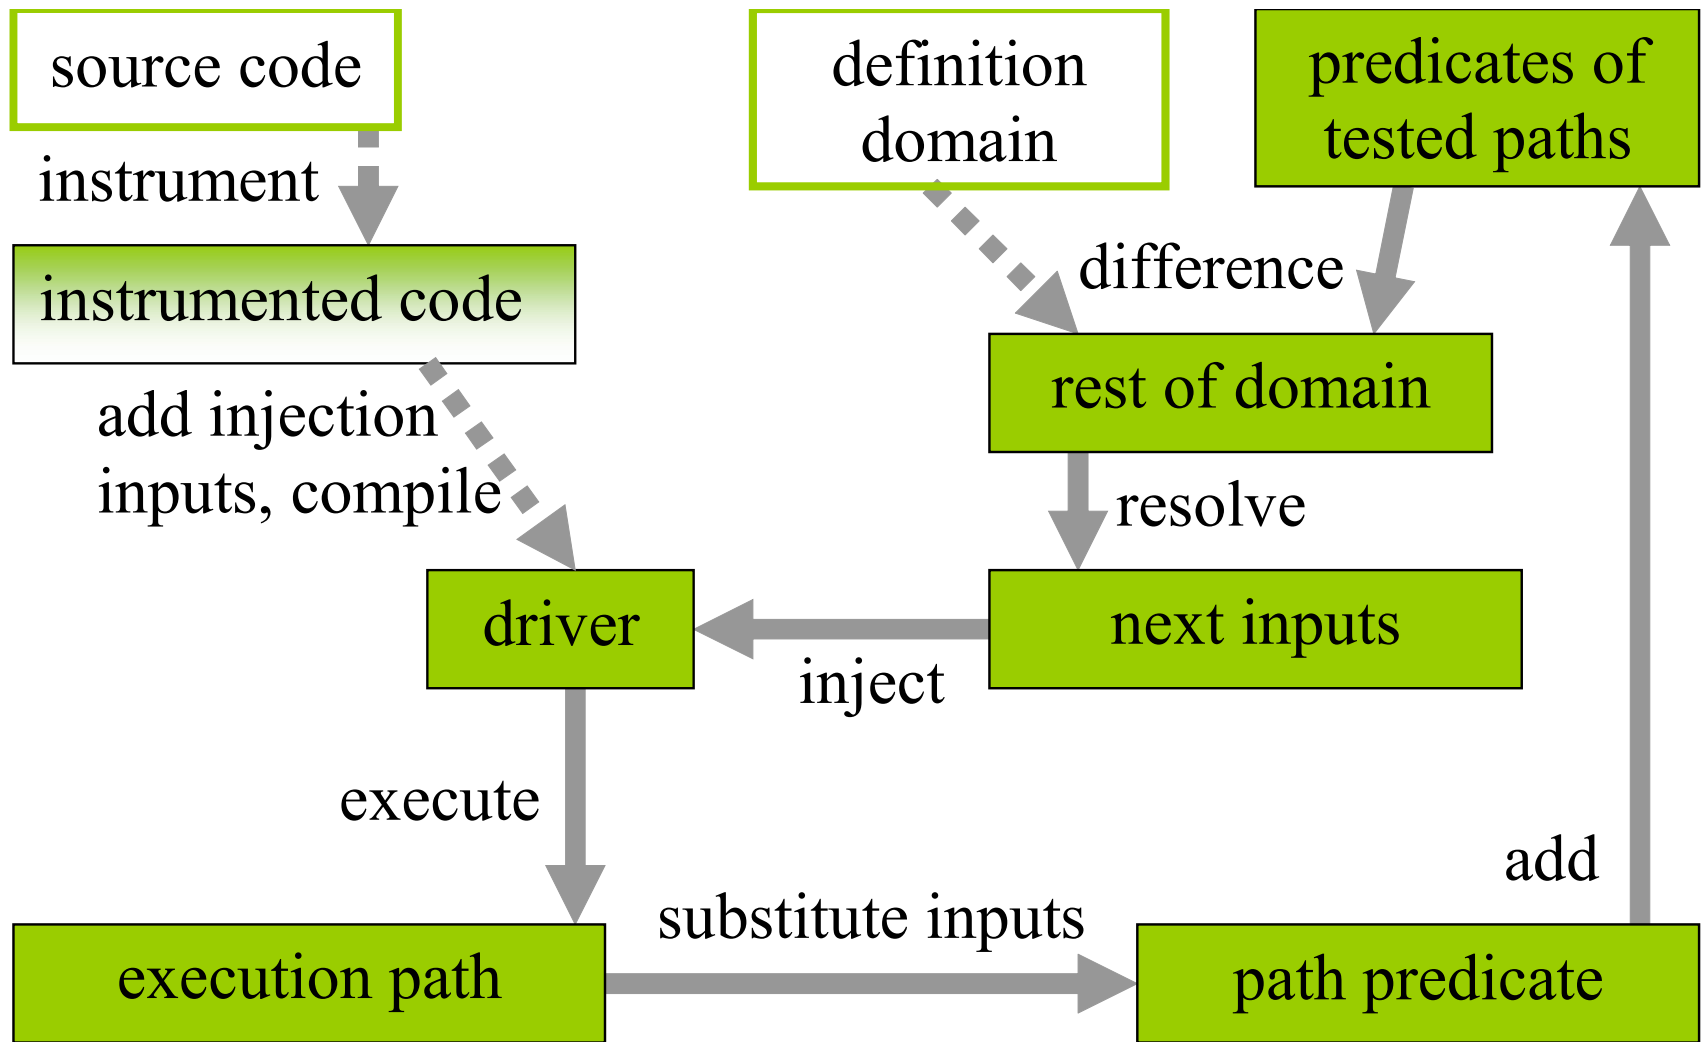 source code
definition
domain
predicates of
tested paths
instrument
instrumented code
difference
rest of domain
add injection
inputs, compile
resolve
driver
next inputs
inject
execute
add
substitute inputs
execution path
path predicate